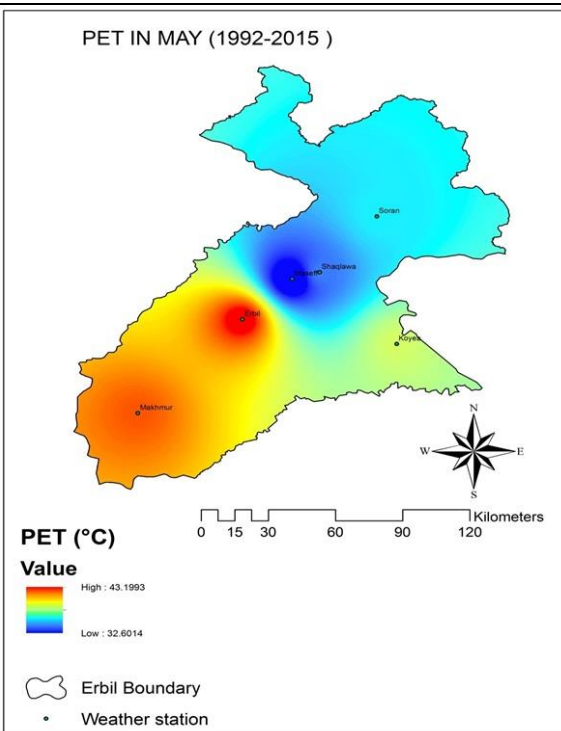 PET IN MAY (1992-2015 )
Soran
Shaqlawa
Erbil
Koyea
Makhmur
N
W
E
S
Kilometers
0 15 30 60 90 120
PET (°C)
Value
High : 43.1993
Low : 32.6014
Erbil Boundary
Weather station